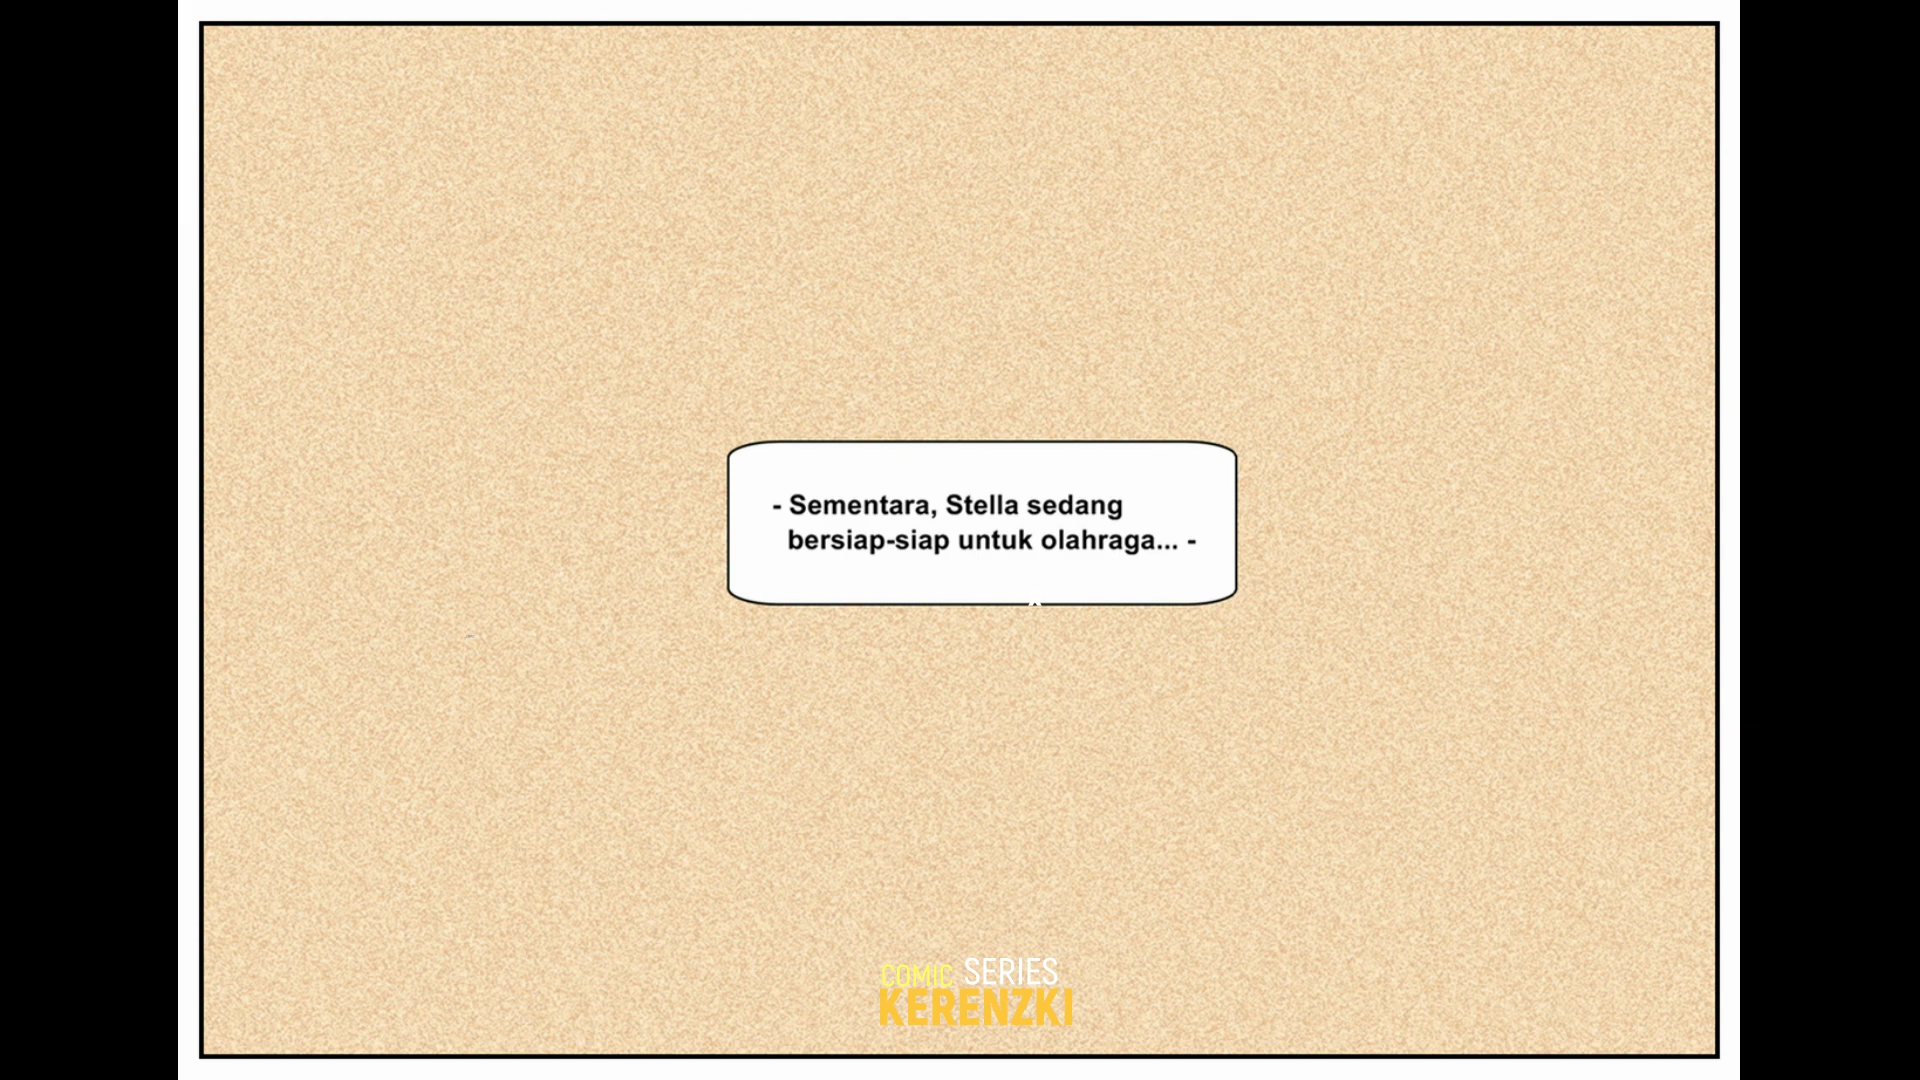 - Sementara, Stella sedang
bersiap-siap untuk olahraga... -
COMIC SERIES
KERENZKI